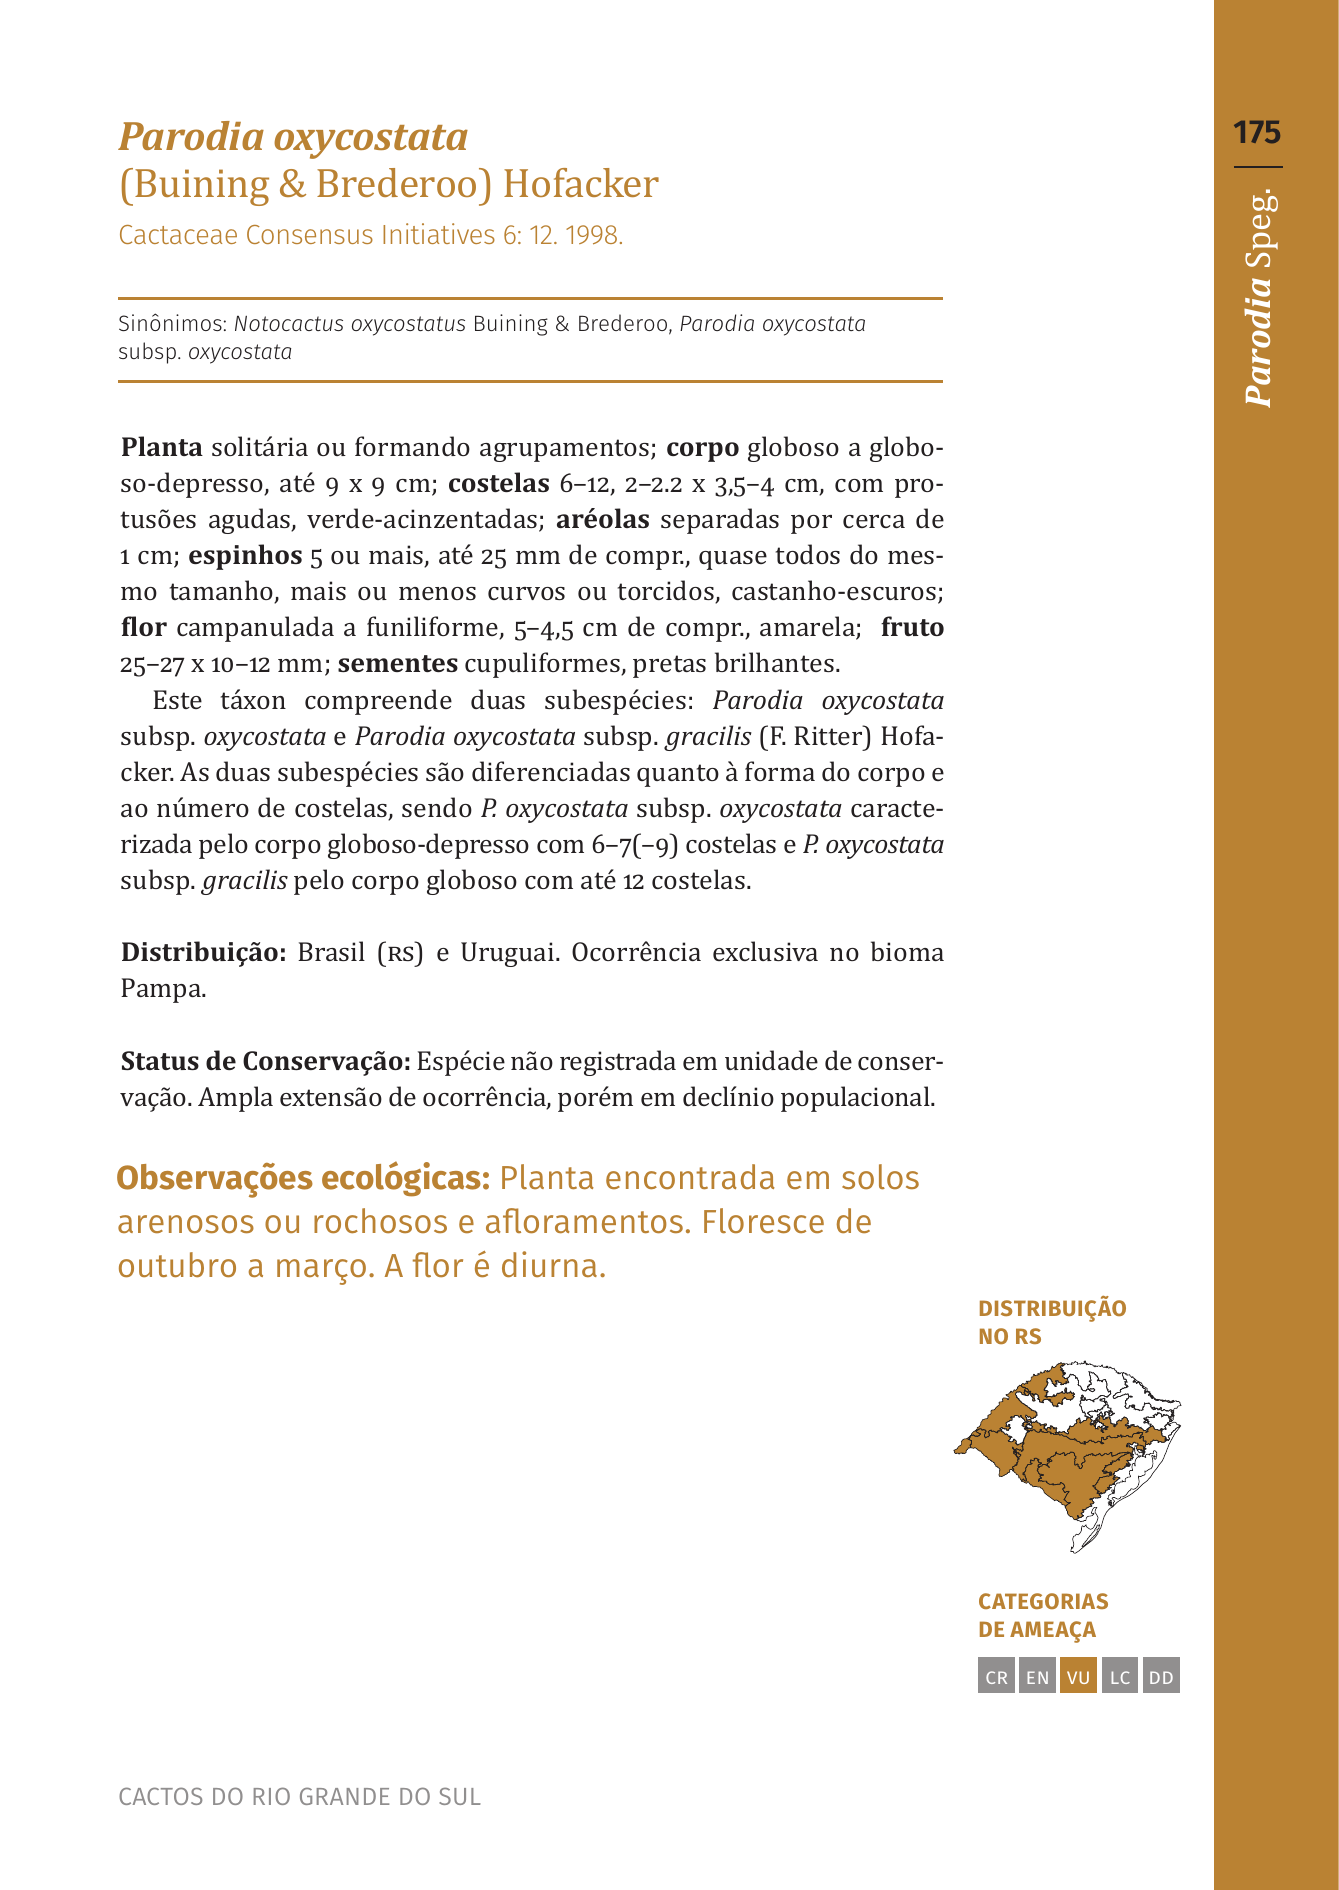 Parodia oxycostata
(Buining & Brederoo) Hofacker
Cactaceae Consensus Initiatives 6: 12. 1998.
Sinônimos: Notocactus oxycostatus Buining & Brederoo, Parodia oxycostata
subsp. oxycostata
Planta solitária ou formando agrupamentos; corpo globoso a globo-
so-depresso, até 9 x 9 cm; costelas 6–12, 2–2.2 x 3,5–4 cm, com pro-
tusões agudas, verde-acinzentadas; aréolas separadas por cerca de
1 cm; espinhos 5 ou mais, até 25 mm de compr., quase todos do mes-
mo tamanho, mais ou menos curvos ou torcidos, castanho-escuros;
flor campanulada a funiliforme, 5–4,5 cm de compr., amarela; fruto
25–27 x 10–12 mm; sementes cupuliformes, pretas brilhantes.
Este táxon compreende duas subespécies: Parodia oxycostata
subsp. oxycostata e Parodia oxycostata subsp. gracilis (F. Ritter) Hofa-
cker. As duas subespécies são diferenciadas quanto à forma do corpo e
ao número de costelas, sendo P. oxycostata subsp. oxycostata caracte-
rizada pelo corpo globoso-depresso com 6–7(–9) costelas e P. oxycostata
subsp. gracilis pelo corpo globoso com até 12 costelas.
Distribuição: Brasil (RS) e Uruguai. Ocorrência exclusiva no bioma
Pampa.
Status de Conservação: Espécie não registrada em unidade de conser-
vação. Ampla extensão de ocorrência, porém em declínio populacional.
Observações ecológicas: Planta encontrada em solos
arenosos ou rochosos e afloramentos. Floresce de
outubro a março. A flor é diurna.
DISTRIBUIÇÃO
NO RS
CATEGORIAS
DE AMEAÇA
CR EN VU LC DD
CACTOS DO RIO GRANDE DO SUL
175
Parodia Speg.